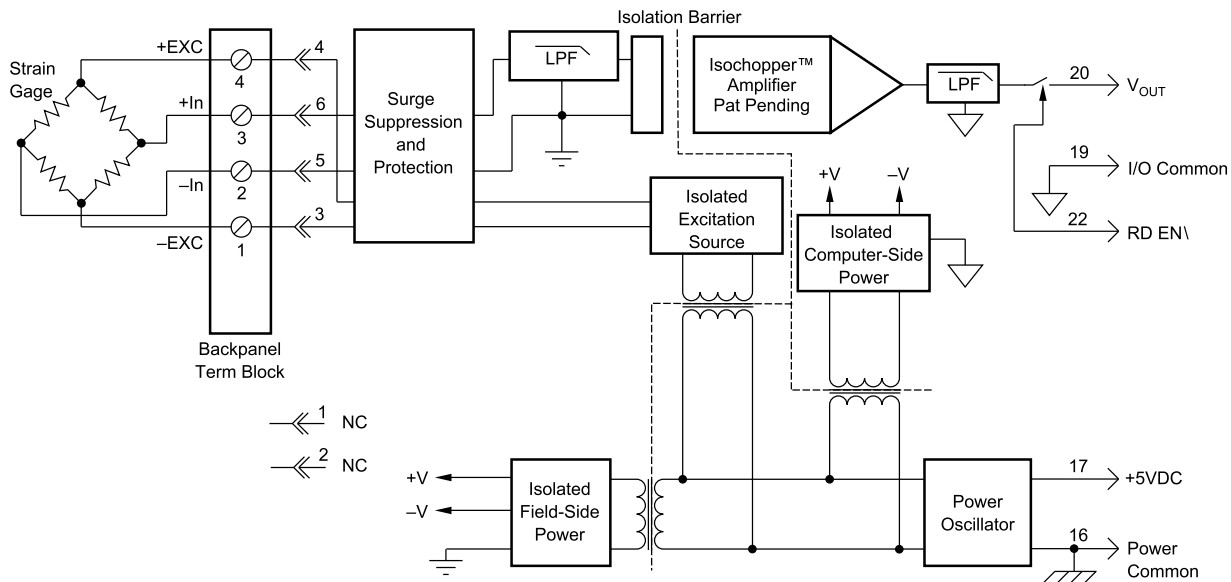 Isolation Barrier
+EXC
4
4
Strain
Gage
+In
6
3
–In
5
2
–EXC
3
1
Surge
Suppression
and
Protection
LPF
Isochopper™
Amplifier
Pat Pending
LPF
20
V_OUT
19
I/O Common
22
RD EN\
Isolated
Excitation
Source
+V
–V
Isolated
Computer-Side
Power
Backpanel
Term Block
1
NC
2
NC
+V
–V
Isolated
Field-Side
Power
Power
Oscillator
17
+5VDC
16
Power
Common